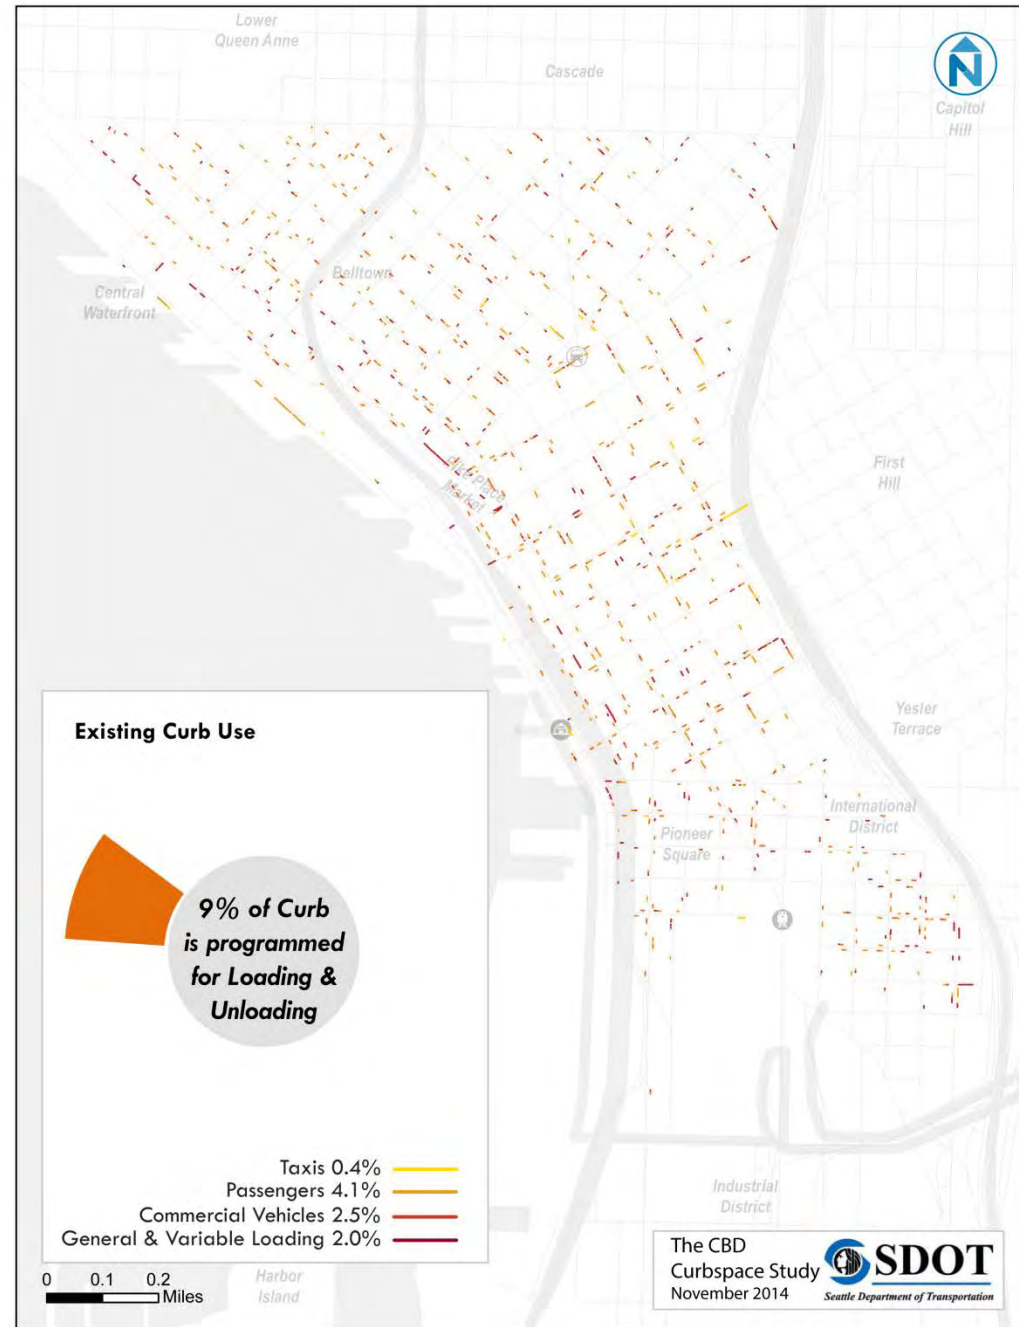 Lower
Queen Anne
Cascade
N
Capitol
Hill
Belltown
Central
Waterfront
Pike Place
Market
First
Hill
Existing Curb Use
9% of Curb
is programmed
for Loading &
Unloading
Yesler
Terrace
International
District
Pioneer
Square
Taxis 0.4%
Passengers 4.1%
Commercial Vehicles 2.5%
General & Variable Loading 2.0%
Industrial
District
0 0.1 0.2
Miles
Harbor
Island
The CBD
Curbspace Study
November 2014
SDOT
Seattle Department of Transportation